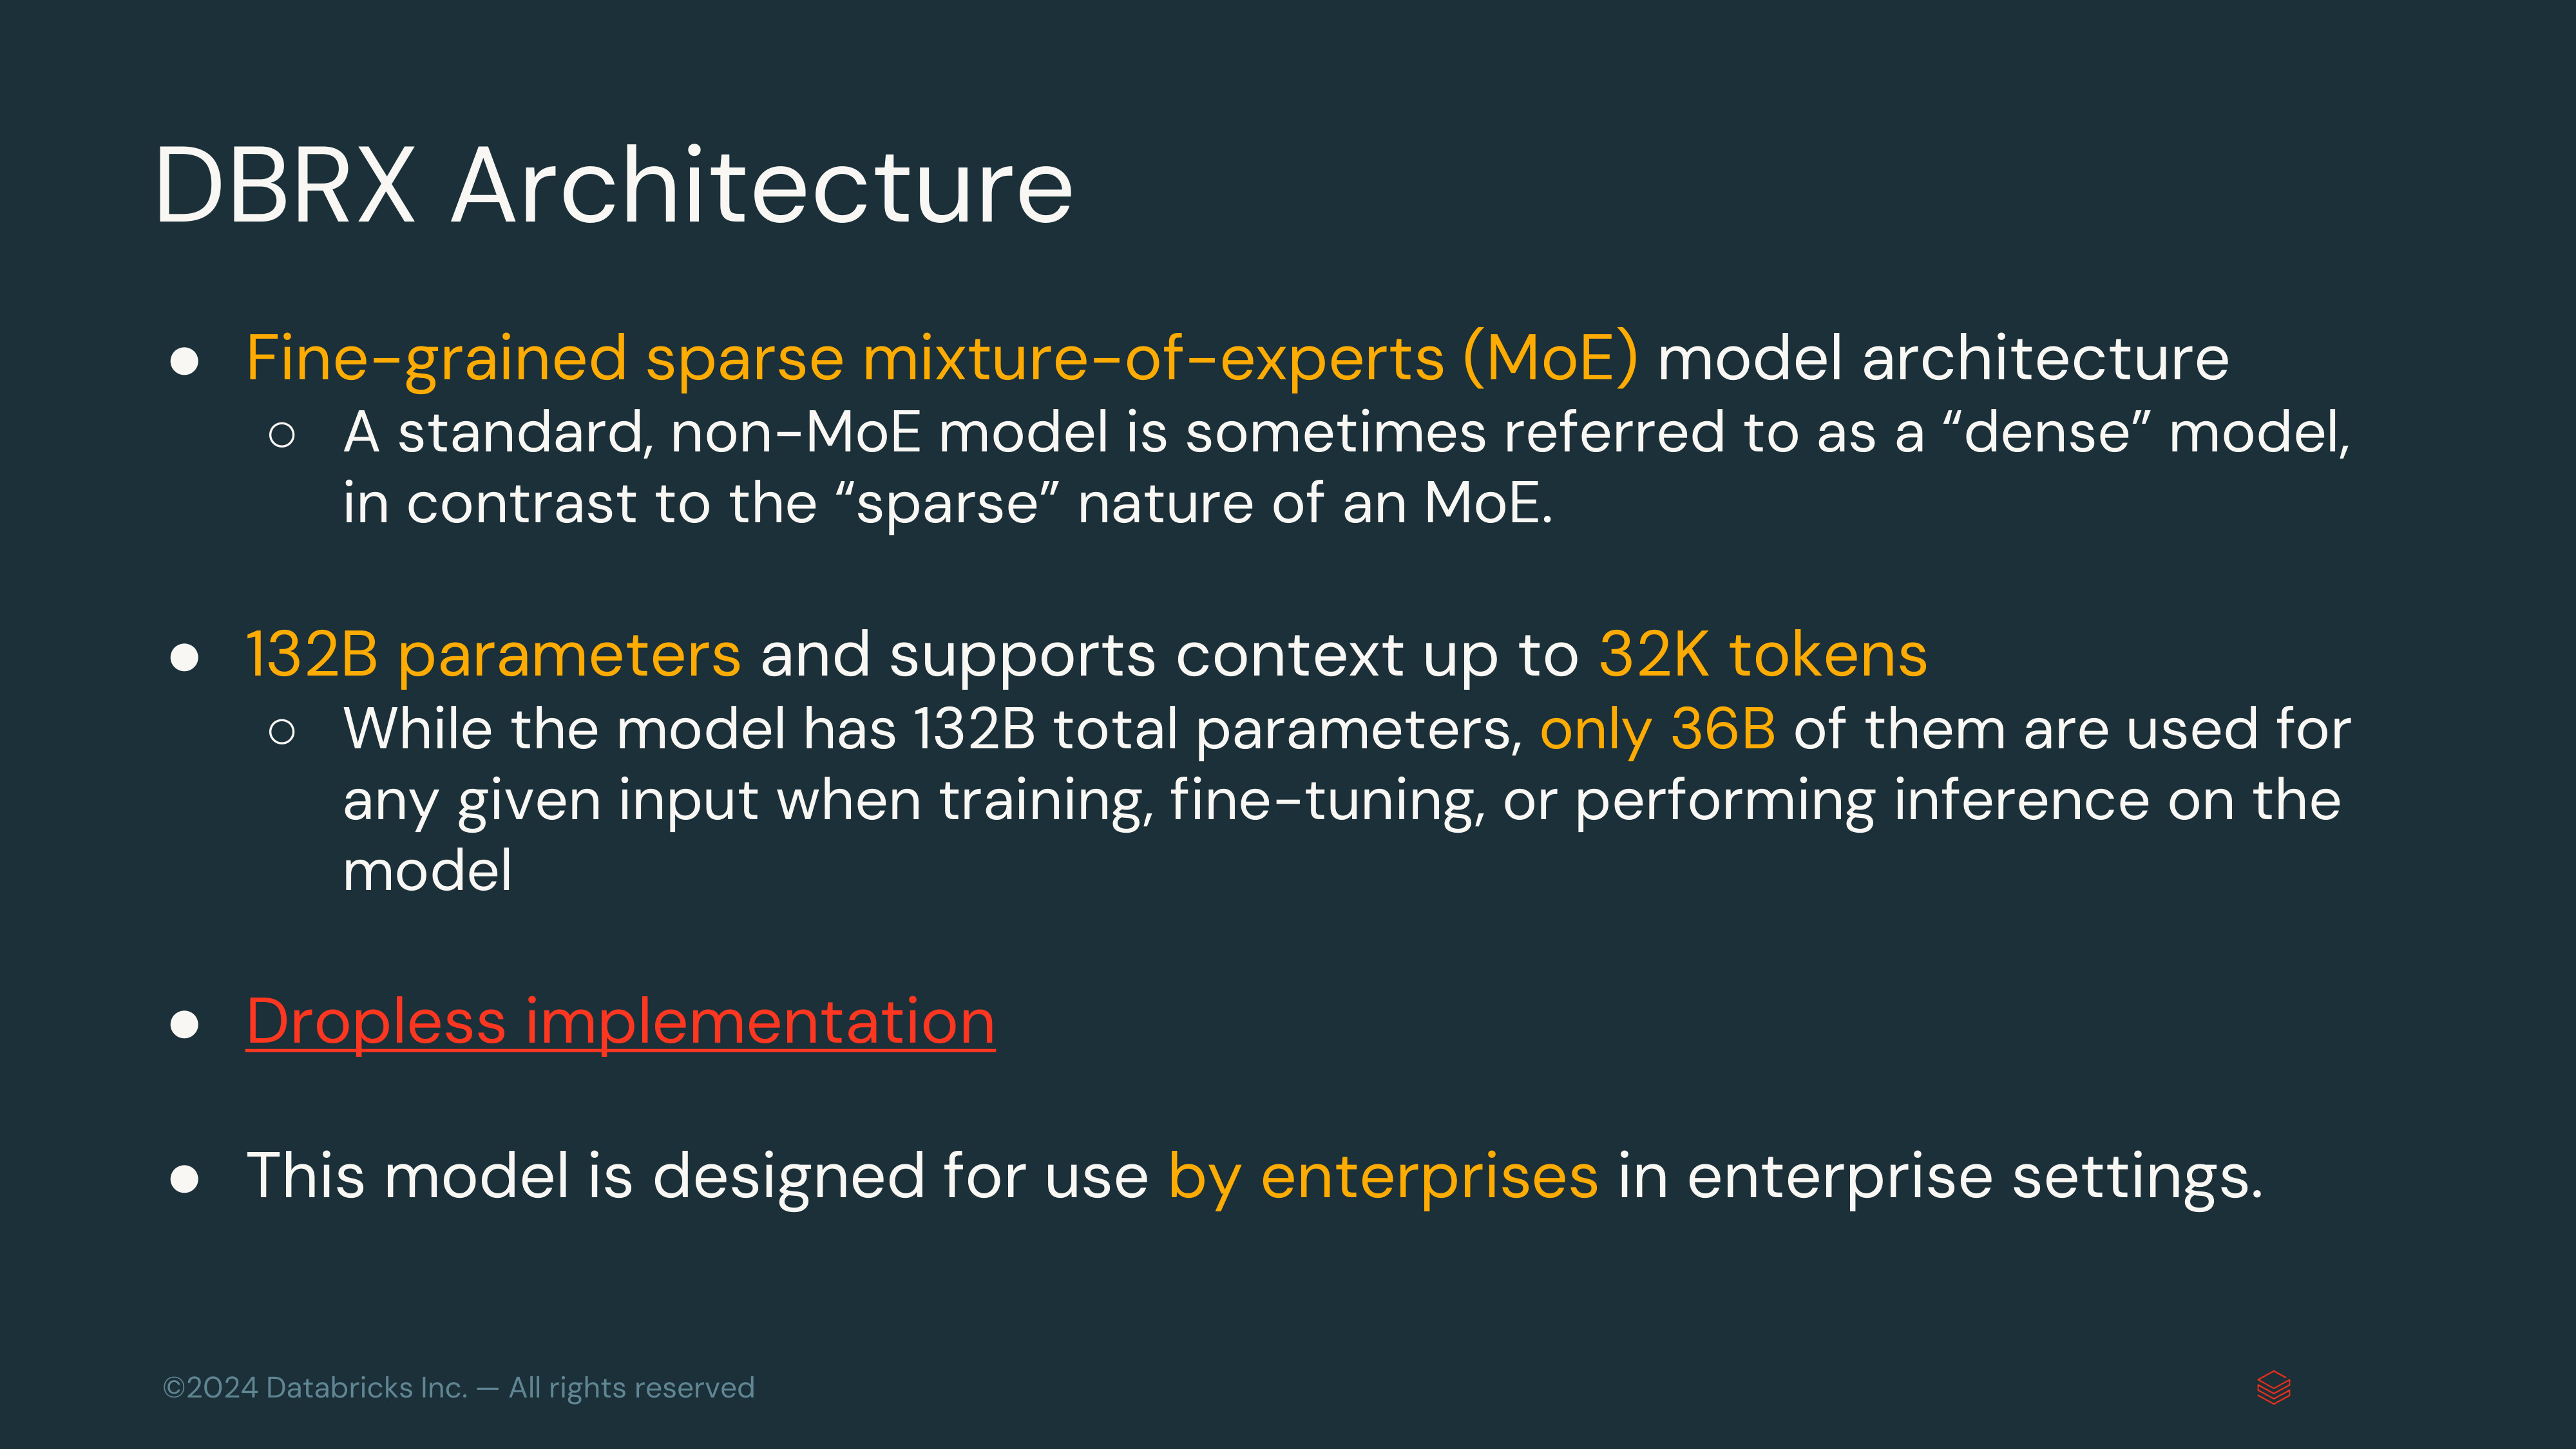 DBRX Architecture
● Fine-grained sparse mixture-of-experts (MoE) model architecture
○ A standard, non-MoE model is sometimes referred to as a “dense” model,
in contrast to the “sparse” nature of an MoE.
● 132B parameters and supports context up to 32K tokens
○ While the model has 132B total parameters, only 36B of them are used for
any given input when training, fine-tuning, or performing inference on the
model
● Dropless implementation
● This model is designed for use by enterprises in enterprise settings.
©2024 Databricks Inc. — All rights reserved